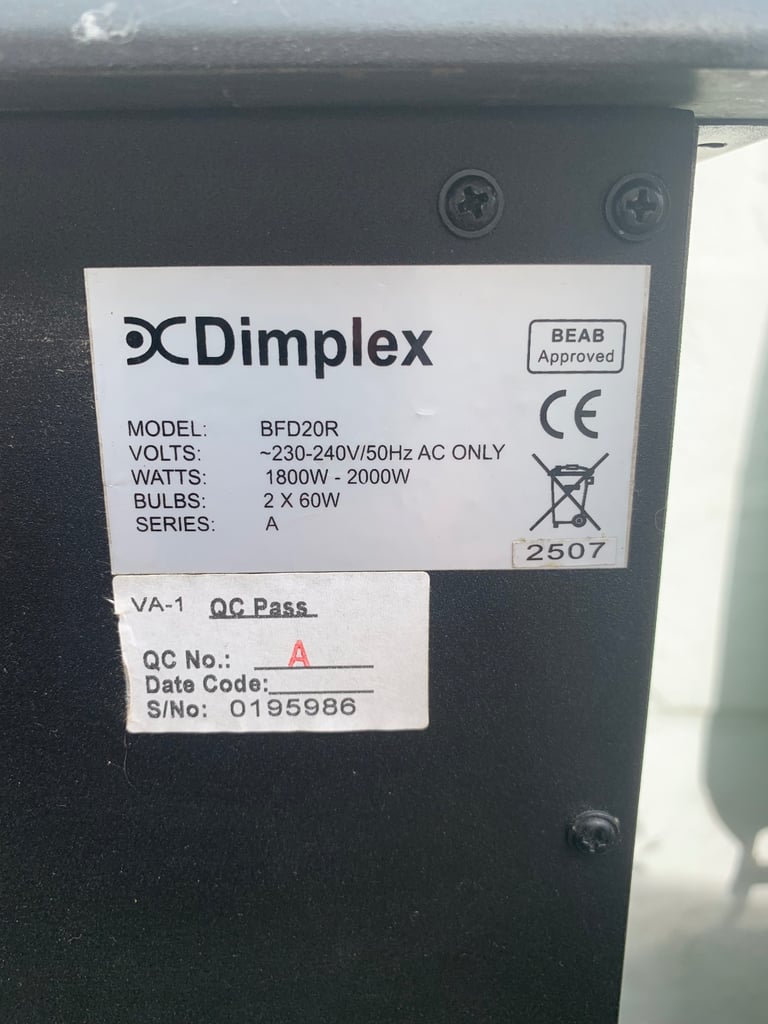 Dimplex
BEAB
Approved
CE
MODEL: BFD20R
VOLTS: ~230-240V/50Hz AC ONLY
WATTS: 1800W - 2000W
BULBS: 2 X 60W
SERIES: A
2507
VA-1 QC Pass
QC No.: A
Date Code:
S/No: 0195986